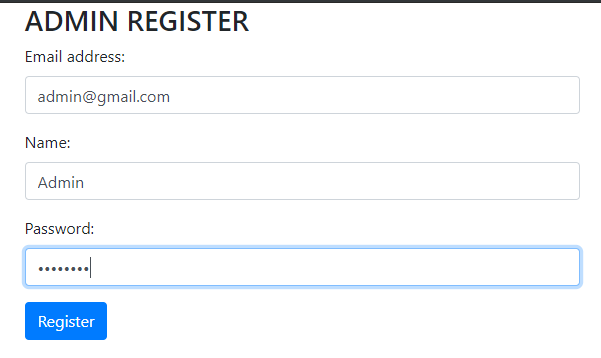 ADMIN REGISTER
Email address:
admin@gmail.com
Name:
Admin
Password:
••••••••
Register